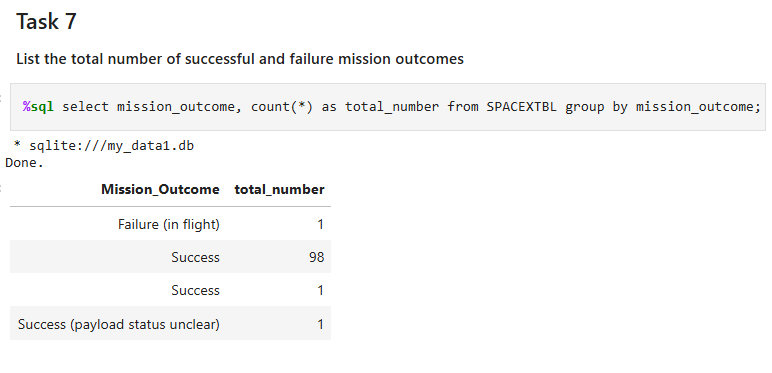 Task 7
List the total number of successful and failure mission outcomes
%sql select mission_outcome, count(*) as total_number from SPACEXTBL group by mission_outcome;
* sqlite:///my_data1.db
Done.
Mission_Outcome total_number
Failure (in flight) 1
Success 98
Success 1
Success (payload status unclear) 1